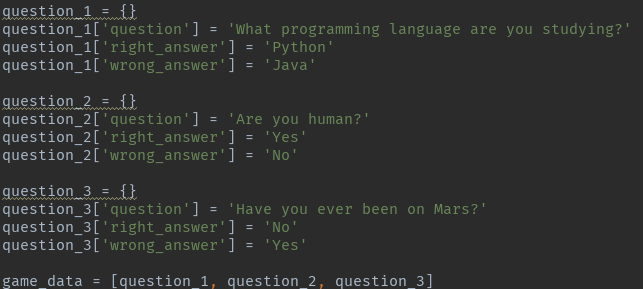 question_1 = {}
question_1['question'] = 'What programming language are you studying?'
question_1['right_answer'] = 'Python'
question_1['wrong_answer'] = 'Java'
question_2 = {}
question_2['question'] = 'Are you human?'
question_2['right_answer'] = 'Yes'
question_2['wrong_answer'] = 'No'
question_3 = {}
question_3['question'] = 'Have you ever been on Mars?'
question_3['right_answer'] = 'No'
question_3['wrong_answer'] = 'Yes'
game_data = [question_1, question_2, question_3]